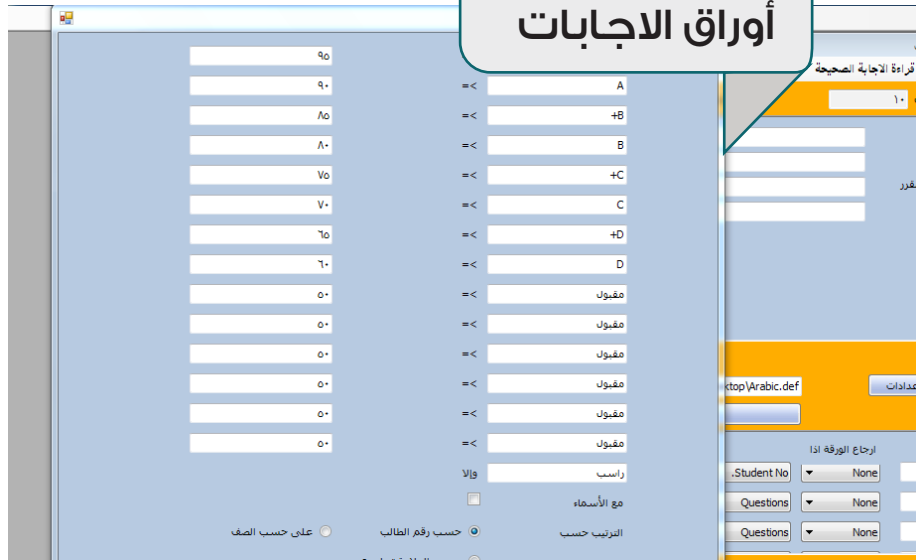 أوراق الاجابات
٩٥
A >= ٩٠
B+ >= ٨٥
B >= ٨٠
C+ >= ٧٥
C >= ٧٠
D+ >= ٦٥
D >= ٦٠
مقبول >= ٥٠
مقبول >= ٥٠
مقبول >= ٥٠
مقبول >= ٥٠
مقبول >= ٥٠
مقبول >= ٥٠
راسب وإلا
مع الأسماء
الترتيب حسب حسب رقم الطالب على حسب الصف
قراءة الاجابة الصحيحة
١٠
ktop\Arabic.def
ارجاع الورقة اذا
None Student No.
None Questions
None Questions